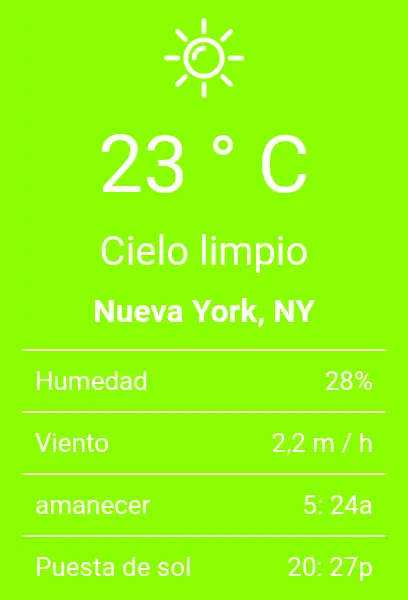 23 ° C
Cielo limpio
Nueva York, NY
Humedad 28%
Viento 2,2 m / h
amanecer 5: 24a
Puesta de sol 20: 27p